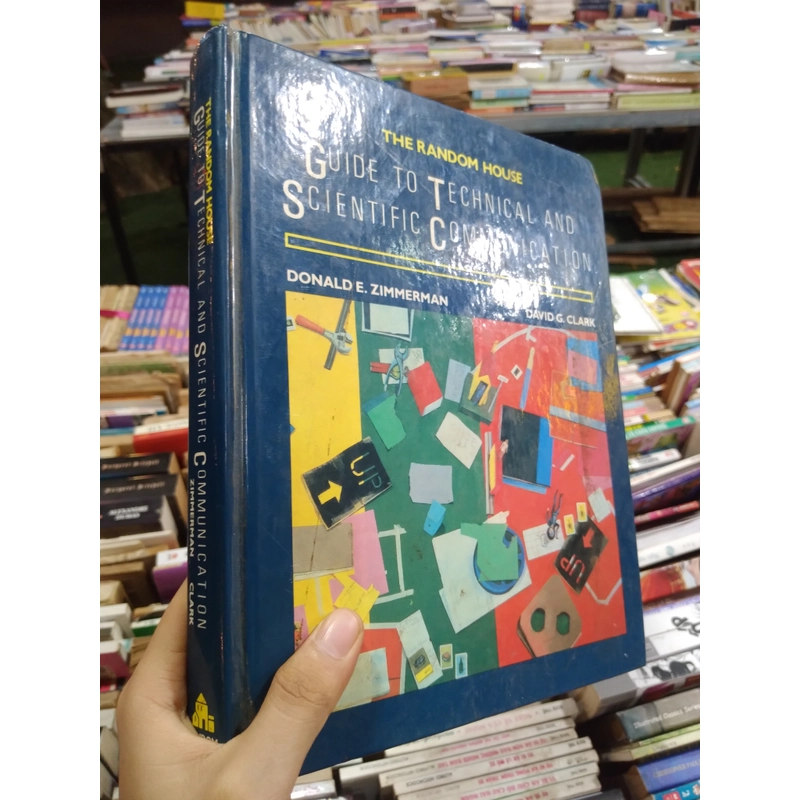 THE RANDOM HOUSE
GUIDE TO TECHNICAL AND
SCIENTIFIC COMMUNICATION
DONALD E. ZIMMERMAN
DAVID G. CLARK
UP
UP
THE RANDOM HOUSE
GUIDE TO TECHNICAL AND SCIENTIFIC COMMUNICATION
ZIMMERMAN CLARK